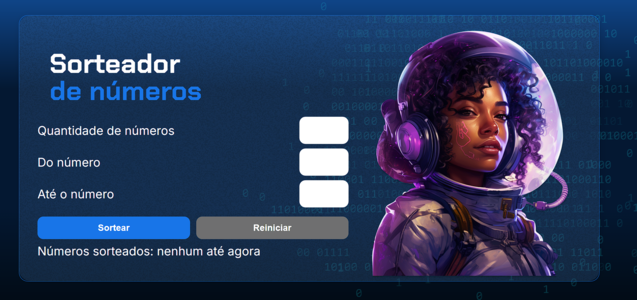 Sorteador
de números
Quantidade de números
Do número
Até o número
Sortear
Reiniciar
Números sorteados: nenhum até agora